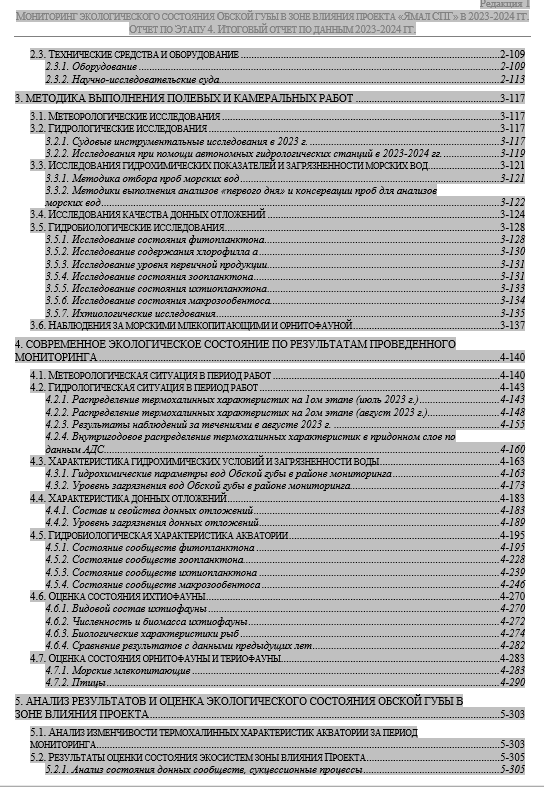 Редакция 1
Мониторинг экологического состояния Обской губы в зоне влияния проекта «Ямал СПГ» в 2023-2024 гг.
Отчет по Этапу 4. Итоговый отчет по данным 2023-2024 гг.
2.3. Технические средства и оборудование 2-109
2.3.1. Оборудование 2-109
2.3.2. Научно-исследовательские суда 2-113
3. МЕТОДИКА ВЫПОЛНЕНИЯ ПОЛЕВЫХ И КАМЕРАЛЬНЫХ РАБОТ 3-117
3.1. Метеорологические исследования 3-117
3.2. Гидрологические исследования 3-117
3.2.1. Судовые инструментальные исследования в 2023 г. 3-117
3.2.2. Исследования при помощи автономных гидрологических станций в 2023-2024 гг. 3-119
3.3. Исследования гидрохимических показателей и загрязненности морских вод 3-121
3.3.1. Методика отбора проб морских вод 3-121
3.3.2. Методики выполнения анализов «первого дня» и консервации проб для анализов
морских вод 3-122
3.4. Исследования качества донных отложений 3-124
3.5. Гидробиологические исследования 3-128
3.5.1. Исследование состояния фитопланктона 3-128
3.5.2. Исследование содержания хлорофилла а 3-130
3.5.3. Исследование уровня первичной продукции 3-131
3.5.4. Исследование состояния зоопланктона 3-131
3.5.5. Исследование состояния ихтиопланктона 3-133
3.5.6. Исследование состояния макрозообентоса 3-134
3.5.7. Ихтиологические исследования 3-135
3.6. Наблюдения за морскими млекопитающими и орнитофауной 3-137
4. СОВРЕМЕННОЕ ЭКОЛОГИЧЕСКОЕ СОСТОЯНИЕ ПО РЕЗУЛЬТАТАМ ПРОВЕДЕННОГО
МОНИТОРИНГА 4-140
4.1. Метеорологическая ситуация в период работ 4-140
4.2. Гидрологическая ситуация в период работ 4-143
4.2.1. Распределение термохалинных характеристик на 1ом этапе (июль 2023 г.) 4-143
4.2.2. Распределение термохалинных характеристик на 2ом этапе (август 2023 г.) 4-148
4.2.3. Результаты наблюдений за течениями в августе 2023 г. 4-155
4.2.4. Внутригодовое распределение термохалинных характеристик в придонном слое по
данным АДС 4-160
4.3. Характеристика гидрохимических условий и загрязненности воды 4-163
4.3.1. Гидрохимические параметры вод Обской губы в районе мониторинга 4-163
4.3.2. Уровень загрязнения вод Обской губы в районе мониторинга 4-173
4.4. Характеристика донных отложений 4-183
4.4.1. Состав и свойства донных отложений 4-183
4.4.2. Уровень загрязнения донных отложений 4-189
4.5. Гидробиологическая характеристика акватории 4-195
4.5.1. Состояние сообществ фитопланктона 4-195
4.5.2. Состояние сообществ зоопланктона 4-228
4.5.3. Состояние сообществ ихтиопланктона 4-239
4.5.4. Состояние сообществ макрозообентоса 4-246
4.6. Оценка состояния ихтиофауны 4-270
4.6.1. Видовой состав ихтиофауны 4-270
4.6.2. Численность и биомасса ихтиофауны 4-272
4.6.3. Биологические характеристики рыб 4-274
4.6.4. Сравнение результатов с данными предыдущих лет 4-282
4.7. Оценка состояния орнитофауны и териофауны 4-283
4.7.1. Морские млекопитающие 4-283
4.7.2. Птицы 4-290
5. АНАЛИЗ РЕЗУЛЬТАТОВ И ОЦЕНКА ЭКОЛОГИЧЕСКОГО СОСТОЯНИЯ ОБСКОЙ ГУБЫ В
ЗОНЕ ВЛИЯНИЯ ПРОЕКТА 5-303
5.1. Анализ изменчивости термохалинных характеристик акватории за период
мониторинга 5-303
5.2. Результаты оценки состояния экосистем зоны влияния Проекта 5-305
5.2.1. Анализ состояния донных сообществ, сукцессионные процессы 5-305